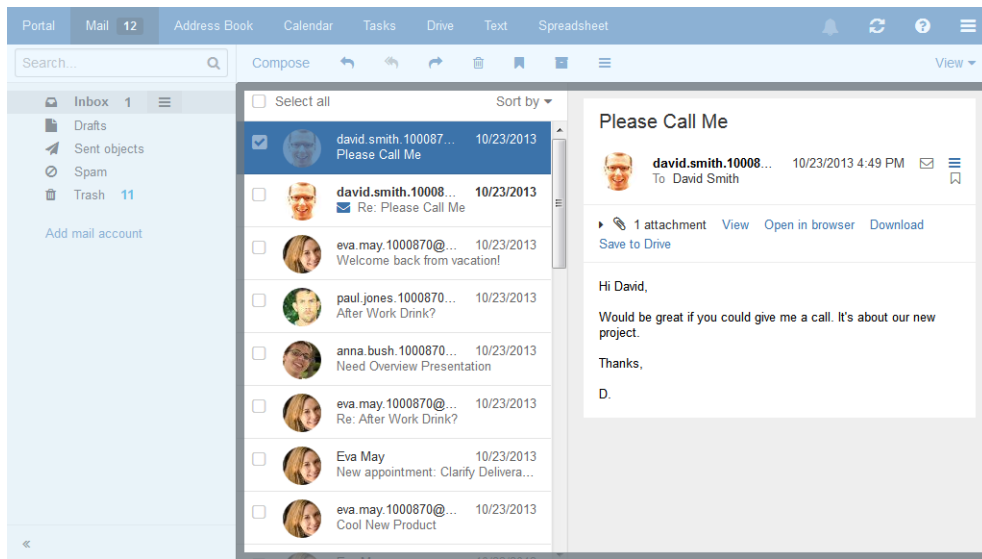 Portal Mail 12 Address Book Calendar Tasks Drive Text Spreadsheet
Search...
Compose
View
Inbox 1
Drafts
Sent objects
Spam
Trash 11
Add mail account
Select all Sort by
david.smith.100087... 10/23/2013
Please Call Me
david.smith.10008... 10/23/2013
Re: Please Call Me
eva.may.1000870@... 10/23/2013
Welcome back from vacation!
paul.jones.1000870... 10/23/2013
After Work Drink?
anna.bush.1000870... 10/23/2013
Need Overview Presentation
eva.may.1000870@... 10/23/2013
Re: After Work Drink?
Eva May 10/23/2013
New appointment: Clarify Delivera...
eva.may.1000870@... 10/23/2013
Cool New Product
Please Call Me
david.smith.10008... 10/23/2013 4:49 PM
To David Smith
1 attachment View Open in browser Download
Save to Drive
Hi David,
Would be great if you could give me a call. It's about our new
project.
Thanks,
D.